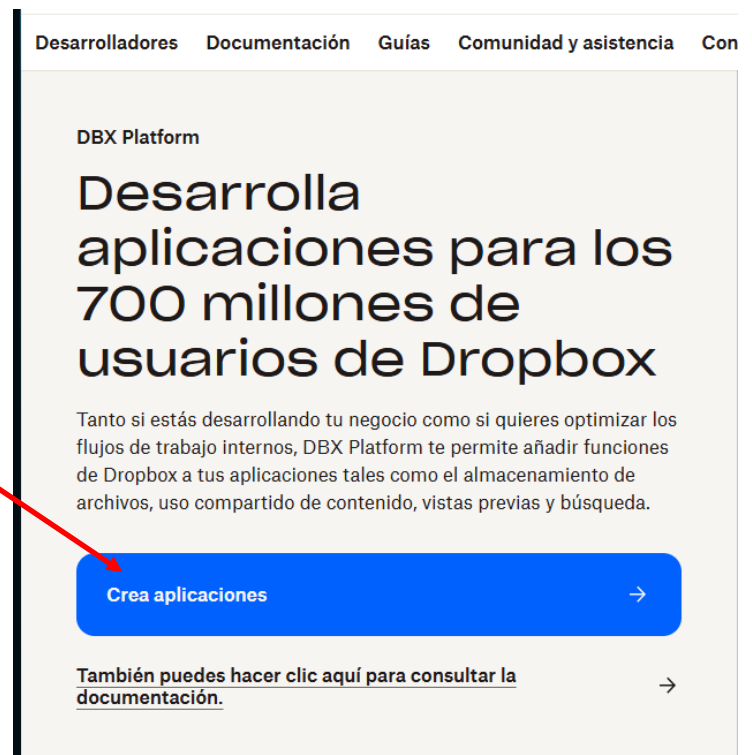 Desarrolladores Documentación Guías Comunidad y asistencia Con
DBX Platform
Desarrolla
aplicaciones para los
700 millones de
usuarios de Dropbox
Tanto si estás desarrollando tu negocio como si quieres optimizar los
flujos de trabajo internos, DBX Platform te permite añadir funciones
de Dropbox a tus aplicaciones tales como el almacenamiento de
archivos, uso compartido de contenido, vistas previas y búsqueda.
Crea aplicaciones
También puedes hacer clic aquí para consultar la
documentación.